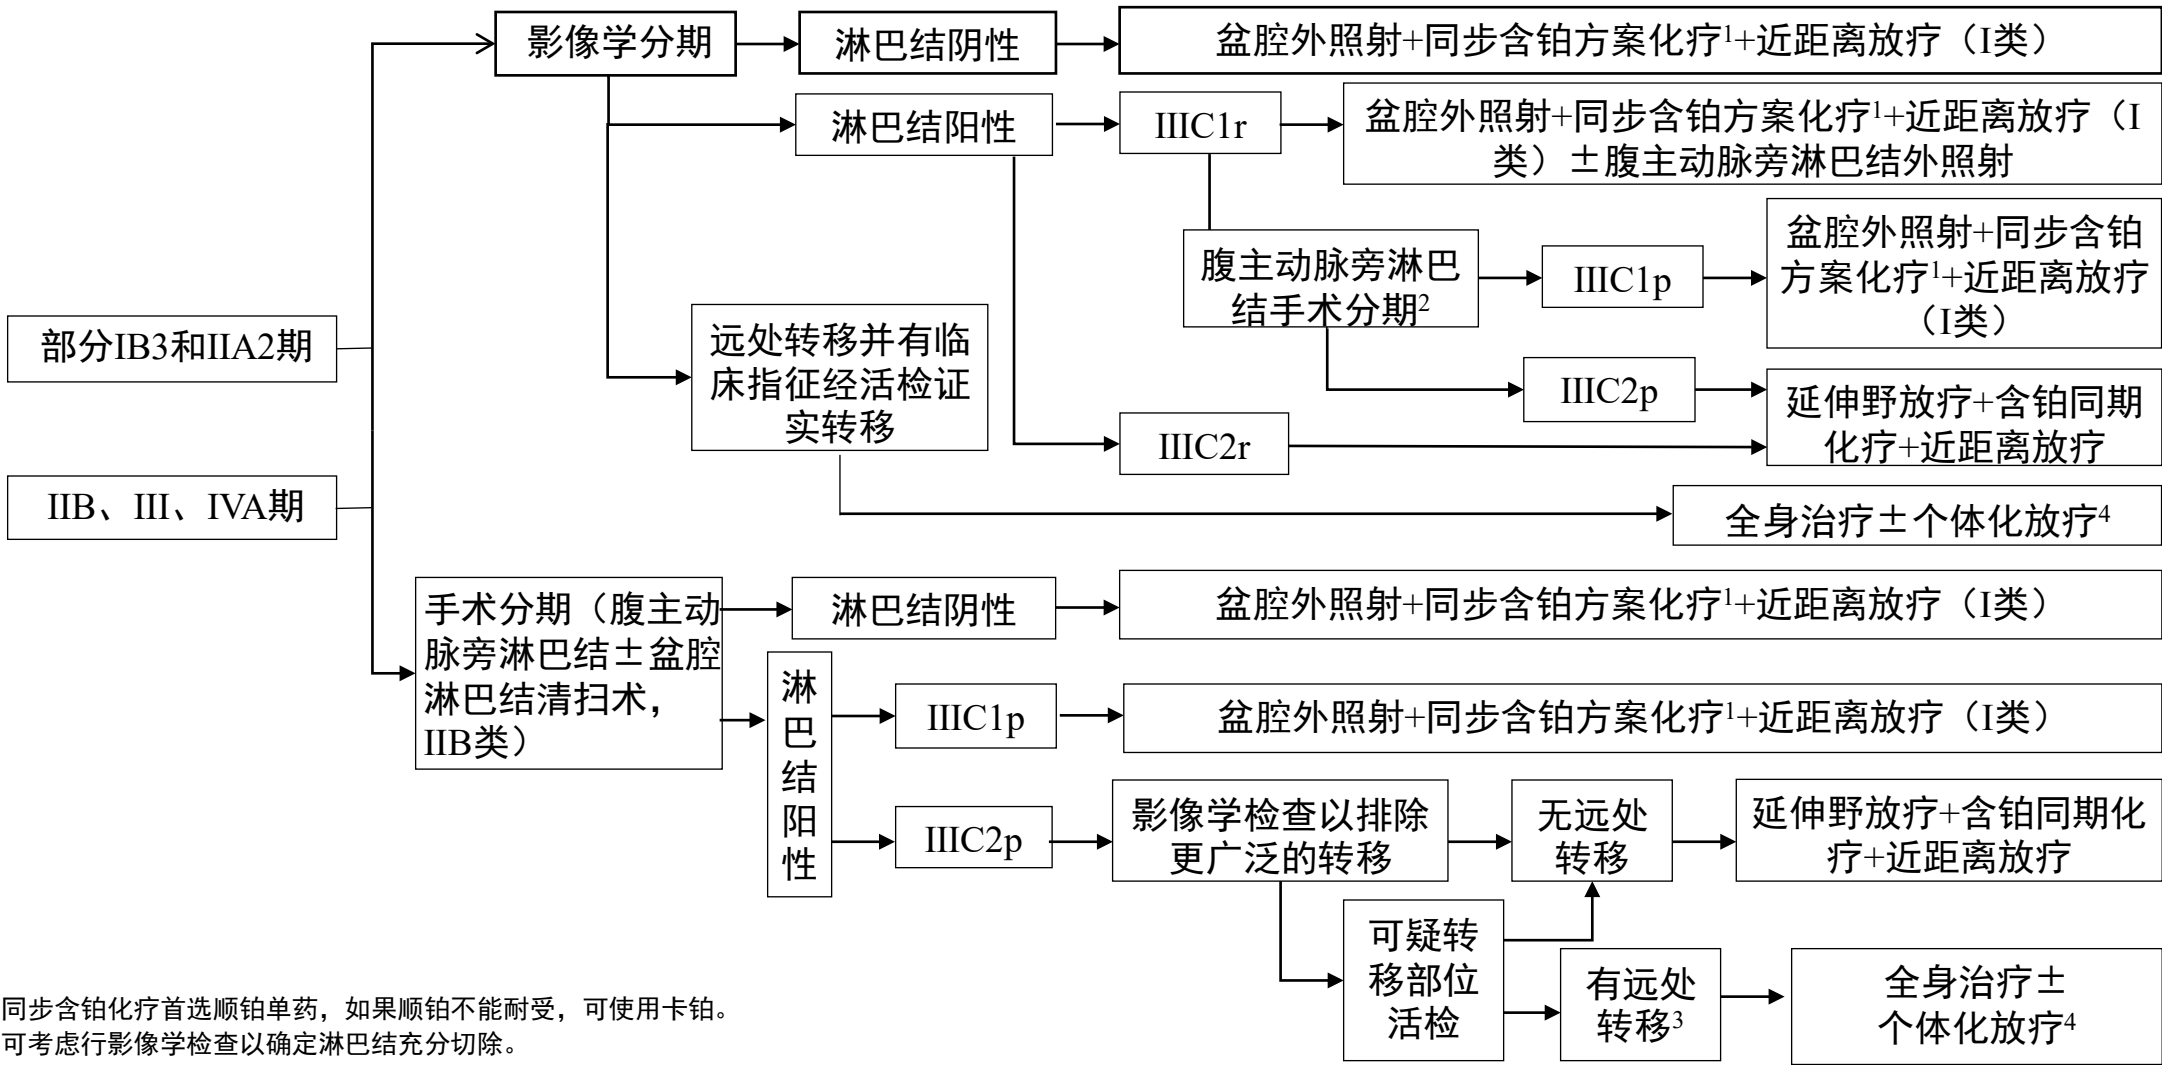 影像学分期
淋巴结阴性
盆腔外照射+同步含铂方案化疗¹+近距离放疗（I类）
淋巴结阳性
IIIC1r
盆腔外照射+同步含铂方案化疗¹+近距离放疗（I
类）±腹主动脉旁淋巴结外照射
腹主动脉旁淋巴
结手术分期²
IIIC1p
盆腔外照射+同步含铂
方案化疗¹+近距离放疗
（I类）
部分IB3和IIA2期
远处转移并有临
床指征经活检证
实转移
IIIC2p
延伸野放疗+含铂同期
化疗+近距离放疗
IIIC2r
IIB、III、IVA期
全身治疗±个体化放疗⁴
手术分期（腹主动
脉旁淋巴结±盆腔
淋巴结清扫术，
IIB类）
淋巴结阴性
盆腔外照射+同步含铂方案化疗¹+近距离放疗（I类）
淋
巴
结
阳
性
IIIC1p
盆腔外照射+同步含铂方案化疗¹+近距离放疗（I类）
IIIC2p
影像学检查以排除
更广泛的转移
无远处
转移
延伸野放疗+含铂同期化
疗+近距离放疗
可疑转
移部位
活检
有远处
转移³
全身治疗±
个体化放疗⁴
同步含铂化疗首选顺铂单药，如果顺铂不能耐受，可使用卡铂。
可考虑行影像学检查以确定淋巴结充分切除。